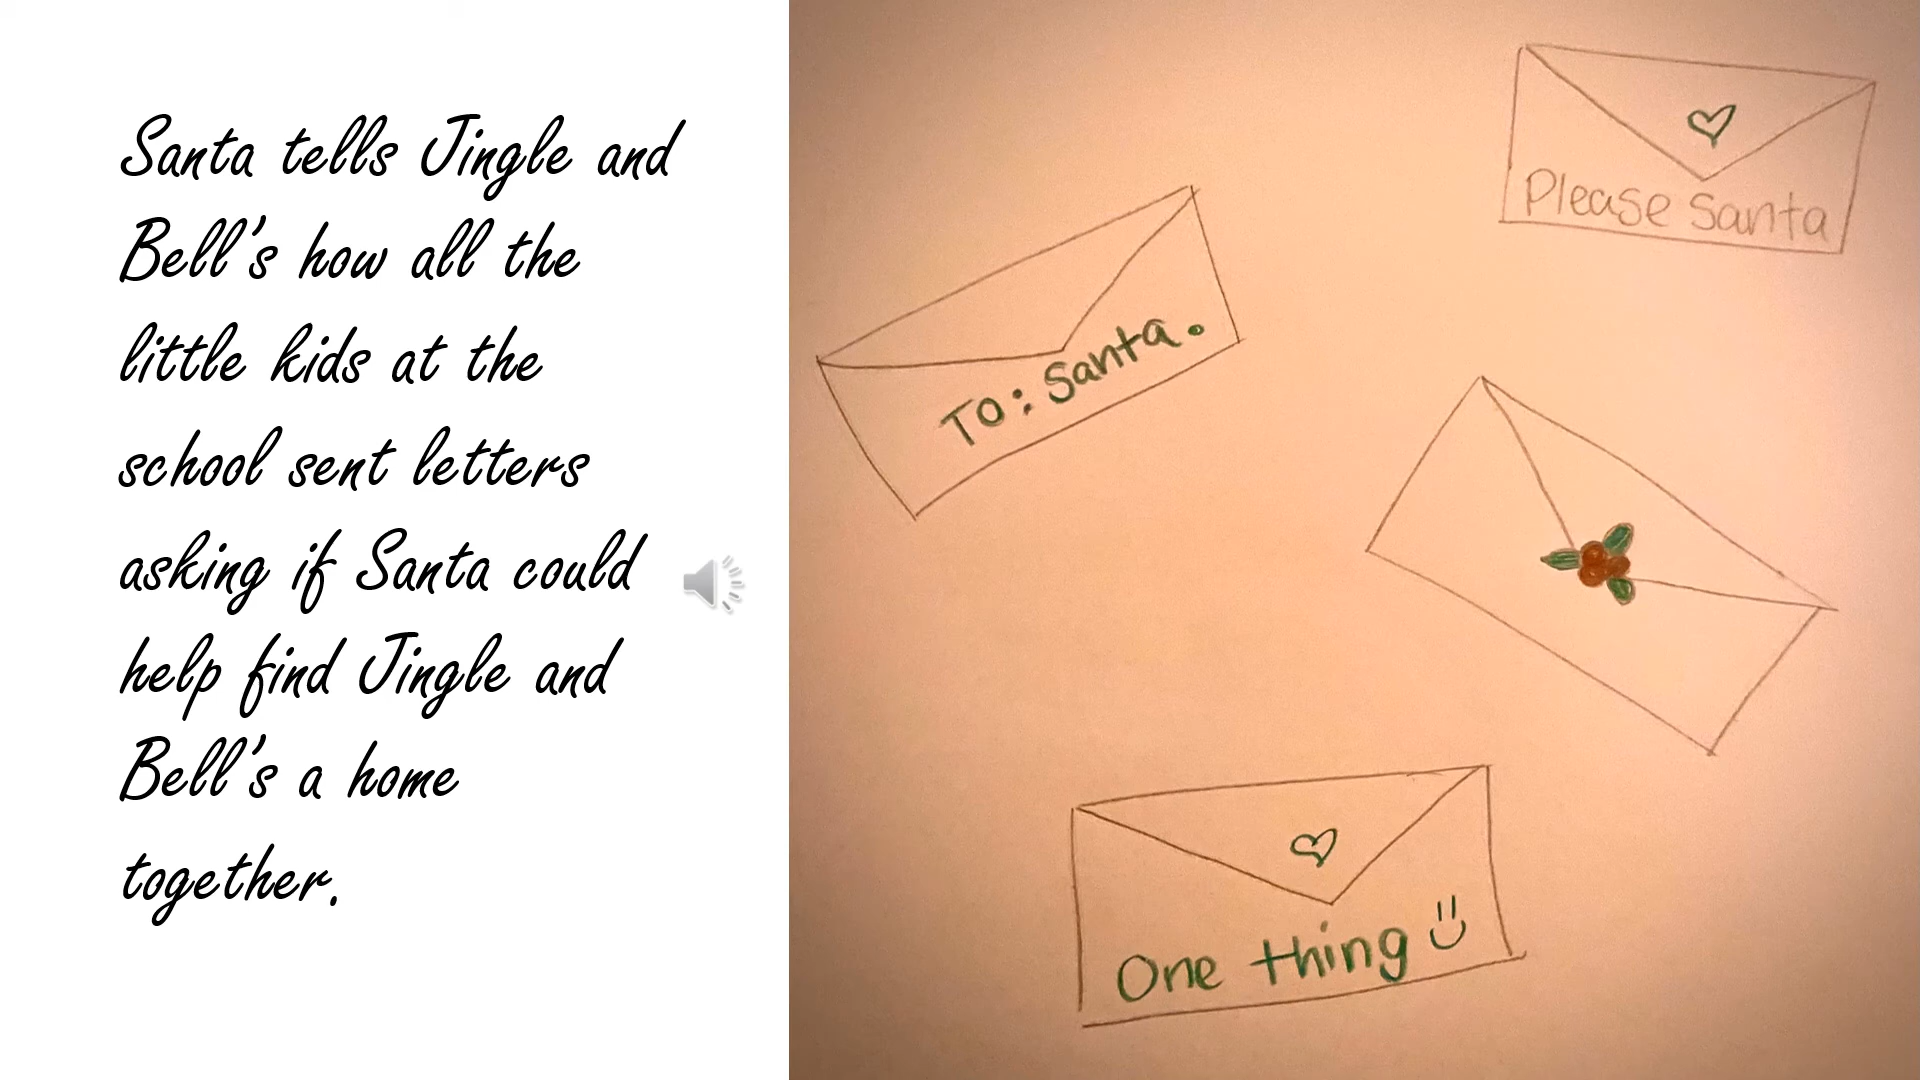 Santa tells Jingle and
Bell's how all the
little kids at the
school sent letters
asking if Santa could
help find Jingle and
Bell's a home
together.
Please Santa
To: Santa.
One thing